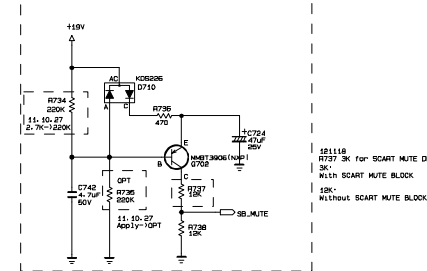 +19V
AC
KDS226
D710
R734
220K
11.10.27
2.7K->220K
A
C
R736
470
C724
47uF
25V
E
MMBT3906(NXP)
Q702
B
C
C742
4.7uF
50V
OPT
R735
220K
11.10.27
Apply->OPT
R737
12K
SB_MUTE
R738
12K
121118
R737 3K for SCART MUTE D
3K:
With SCART MUTE BLOCK
12K:
Without SCART MUTE BLOCK